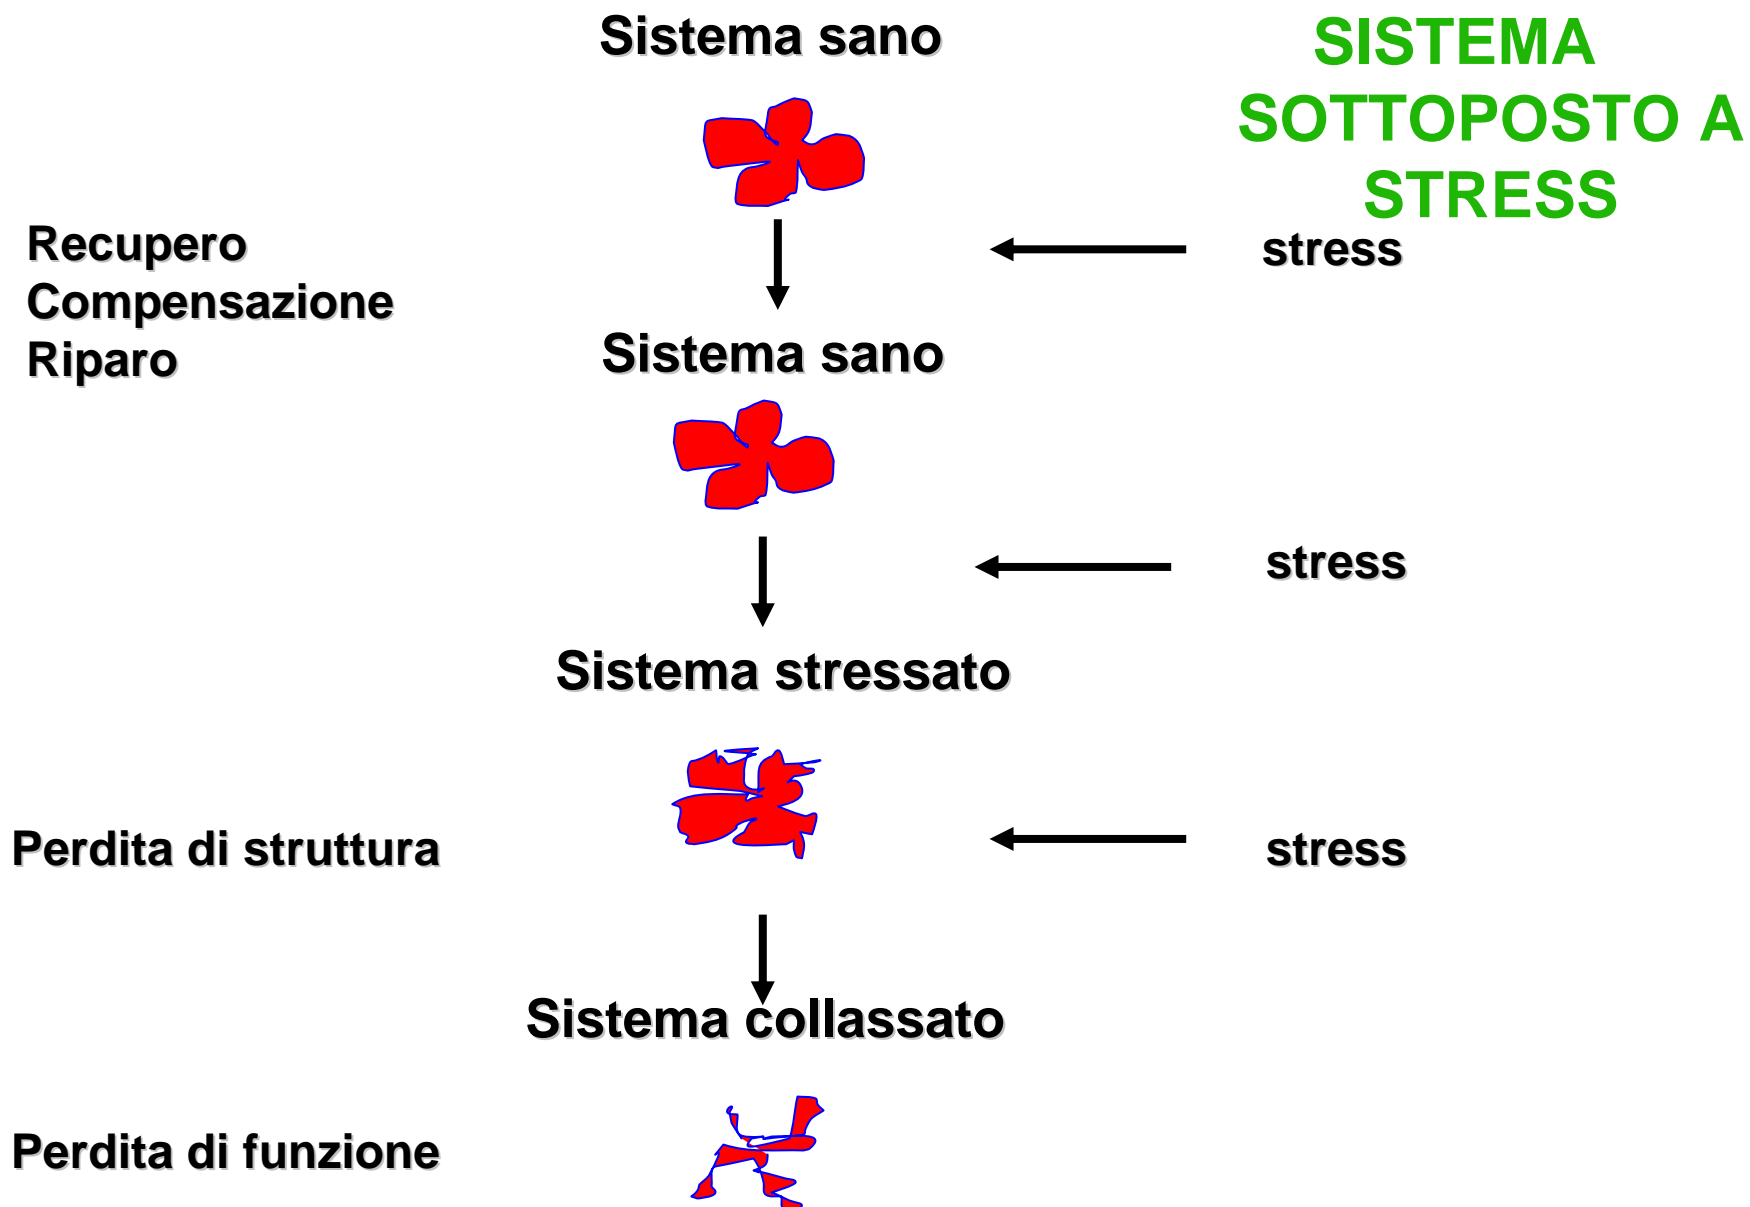 Sistema sano
SISTEMA
SOTTOPOSTO A
STRESS
Recupero
Compensazione
Riparo
stress
Sistema sano
stress
Sistema stressato
Perdita di struttura
stress
Sistema collassato
Perdita di funzione